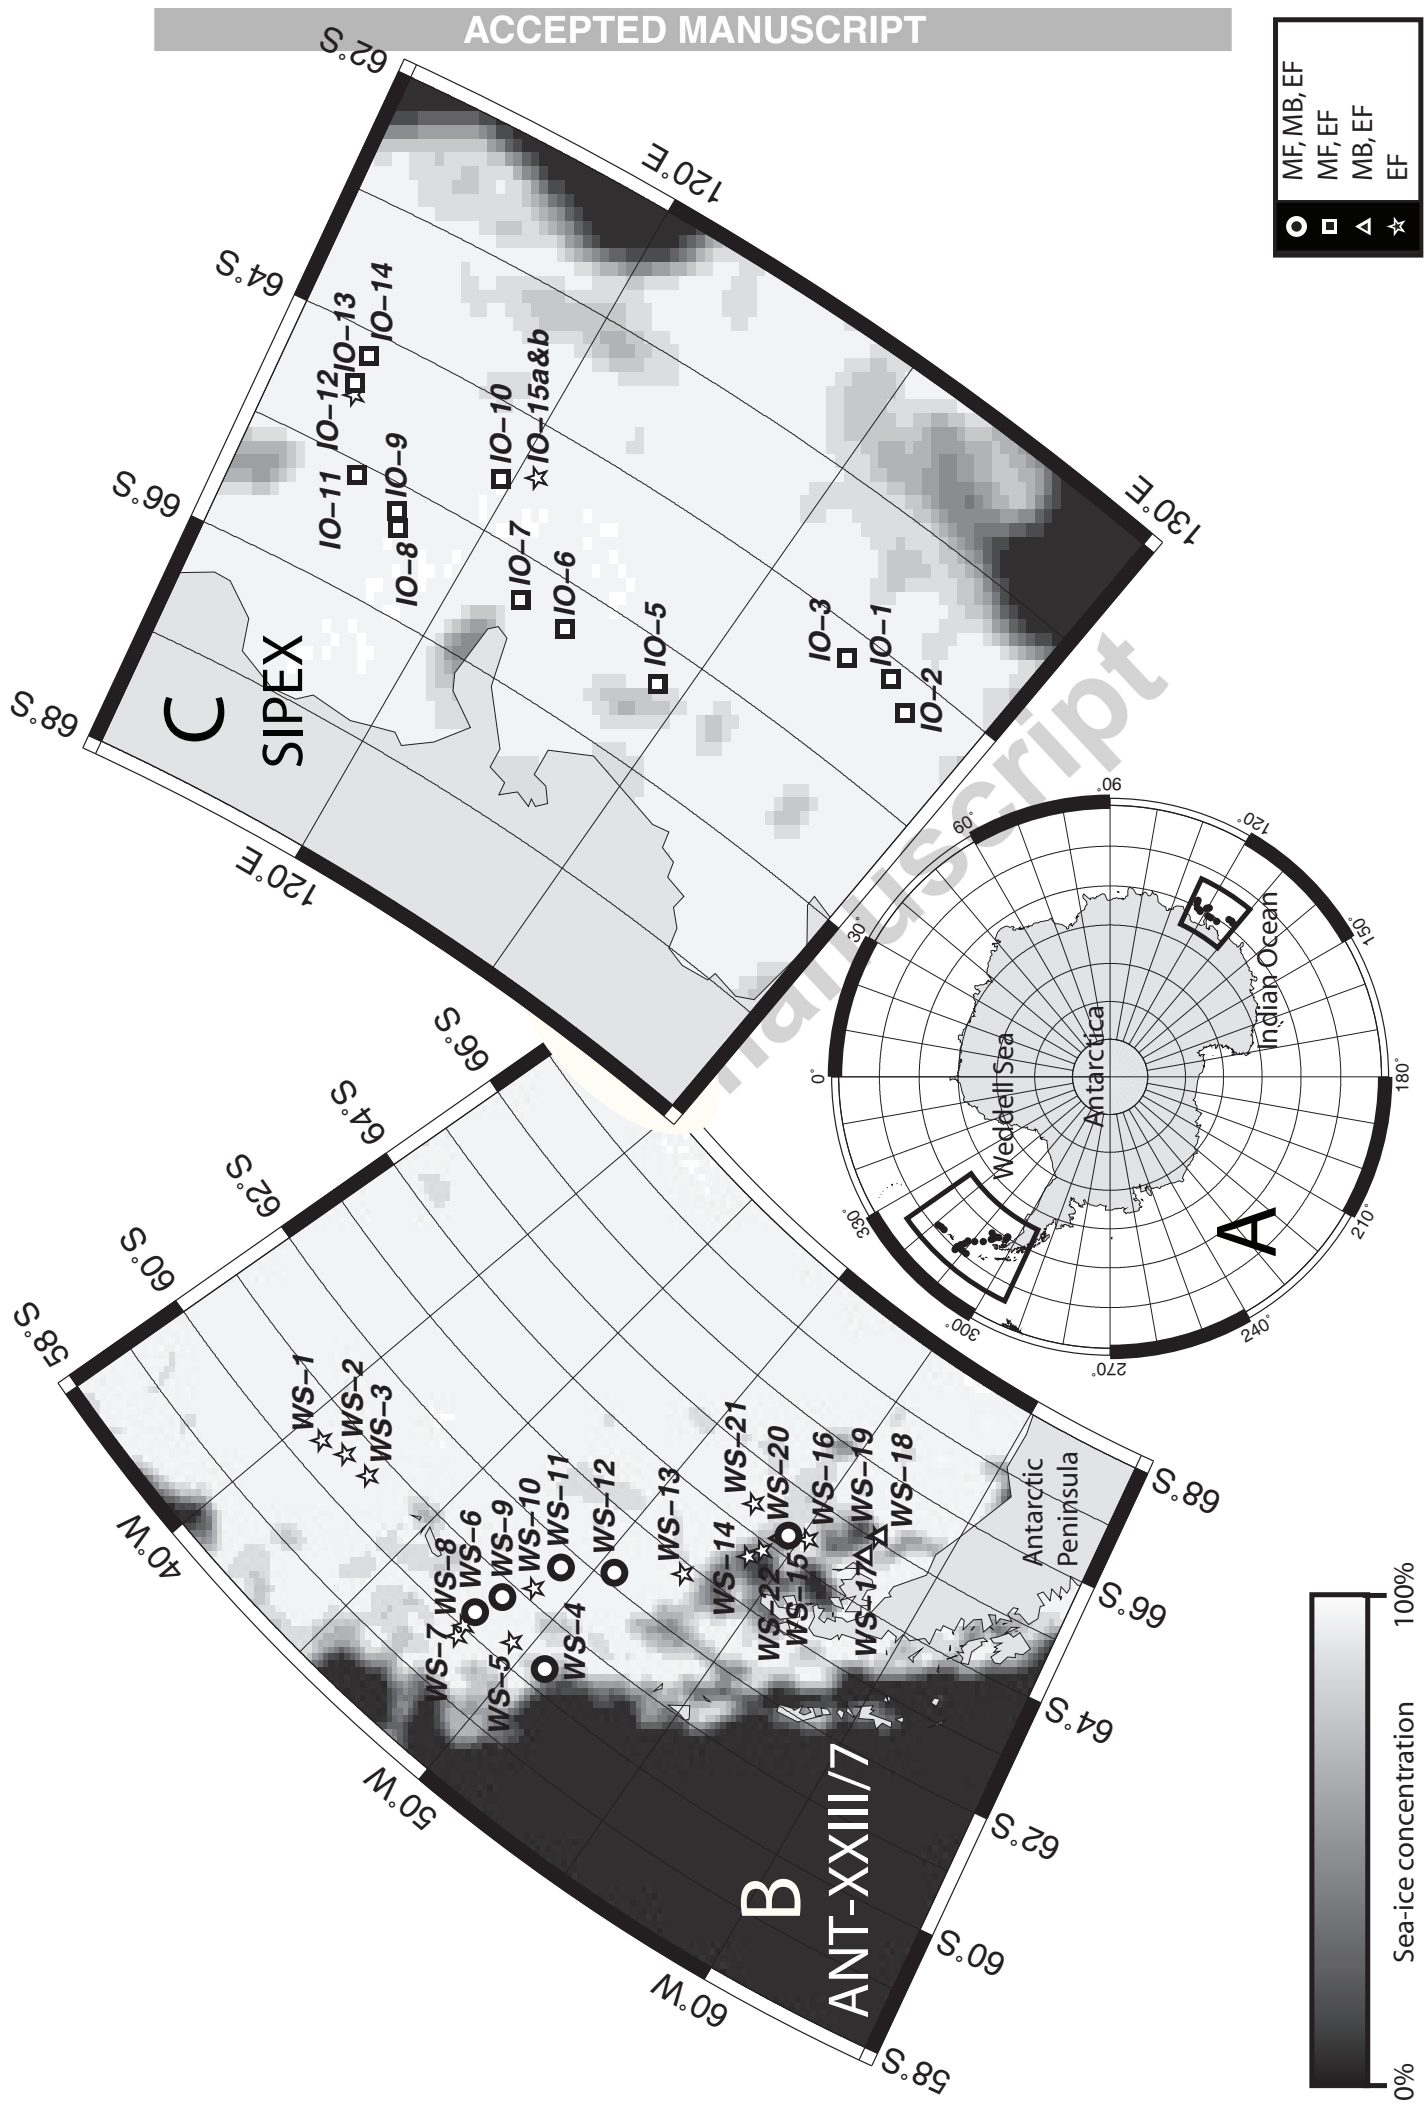 ACCEPTED MANUSCRIPT
anuscript
MF, MB, EF
MF, EF
MB, EF
EF
C
SIPEX
62°S
64°S
66°S
68°S
120°E
130°E
120°E
IO–14
IO–13
IO–12
IO–11
IO–9
IO–8
IO–10
IO–15a&b
IO–7
IO–6
IO–5
IO–3
IO–1
IO–2
A
Weddell Sea
Antarctica
Indian Ocean
0°
30°
60°
90°
120°
150°
180°
210°
240°
270°
300°
330°
B
ANT-XXIII/7
58°S
60°S
62°S
64°S
66°S
40°W
50°W
60°W
58°S
60°S
62°S
64°S
66°S
68°S
WS–1
WS–2
WS–3
WS–8
WS–6
WS–9
WS–10
WS–11
WS–12
WS–13
WS–7
WS–5
WS–4
WS–14
WS–21
WS–20
WS–16
WS–19
WS–18
WS–22
WS–15
WS–17
Antarctic
Peninsula
0%
100%
Sea-ice concentration